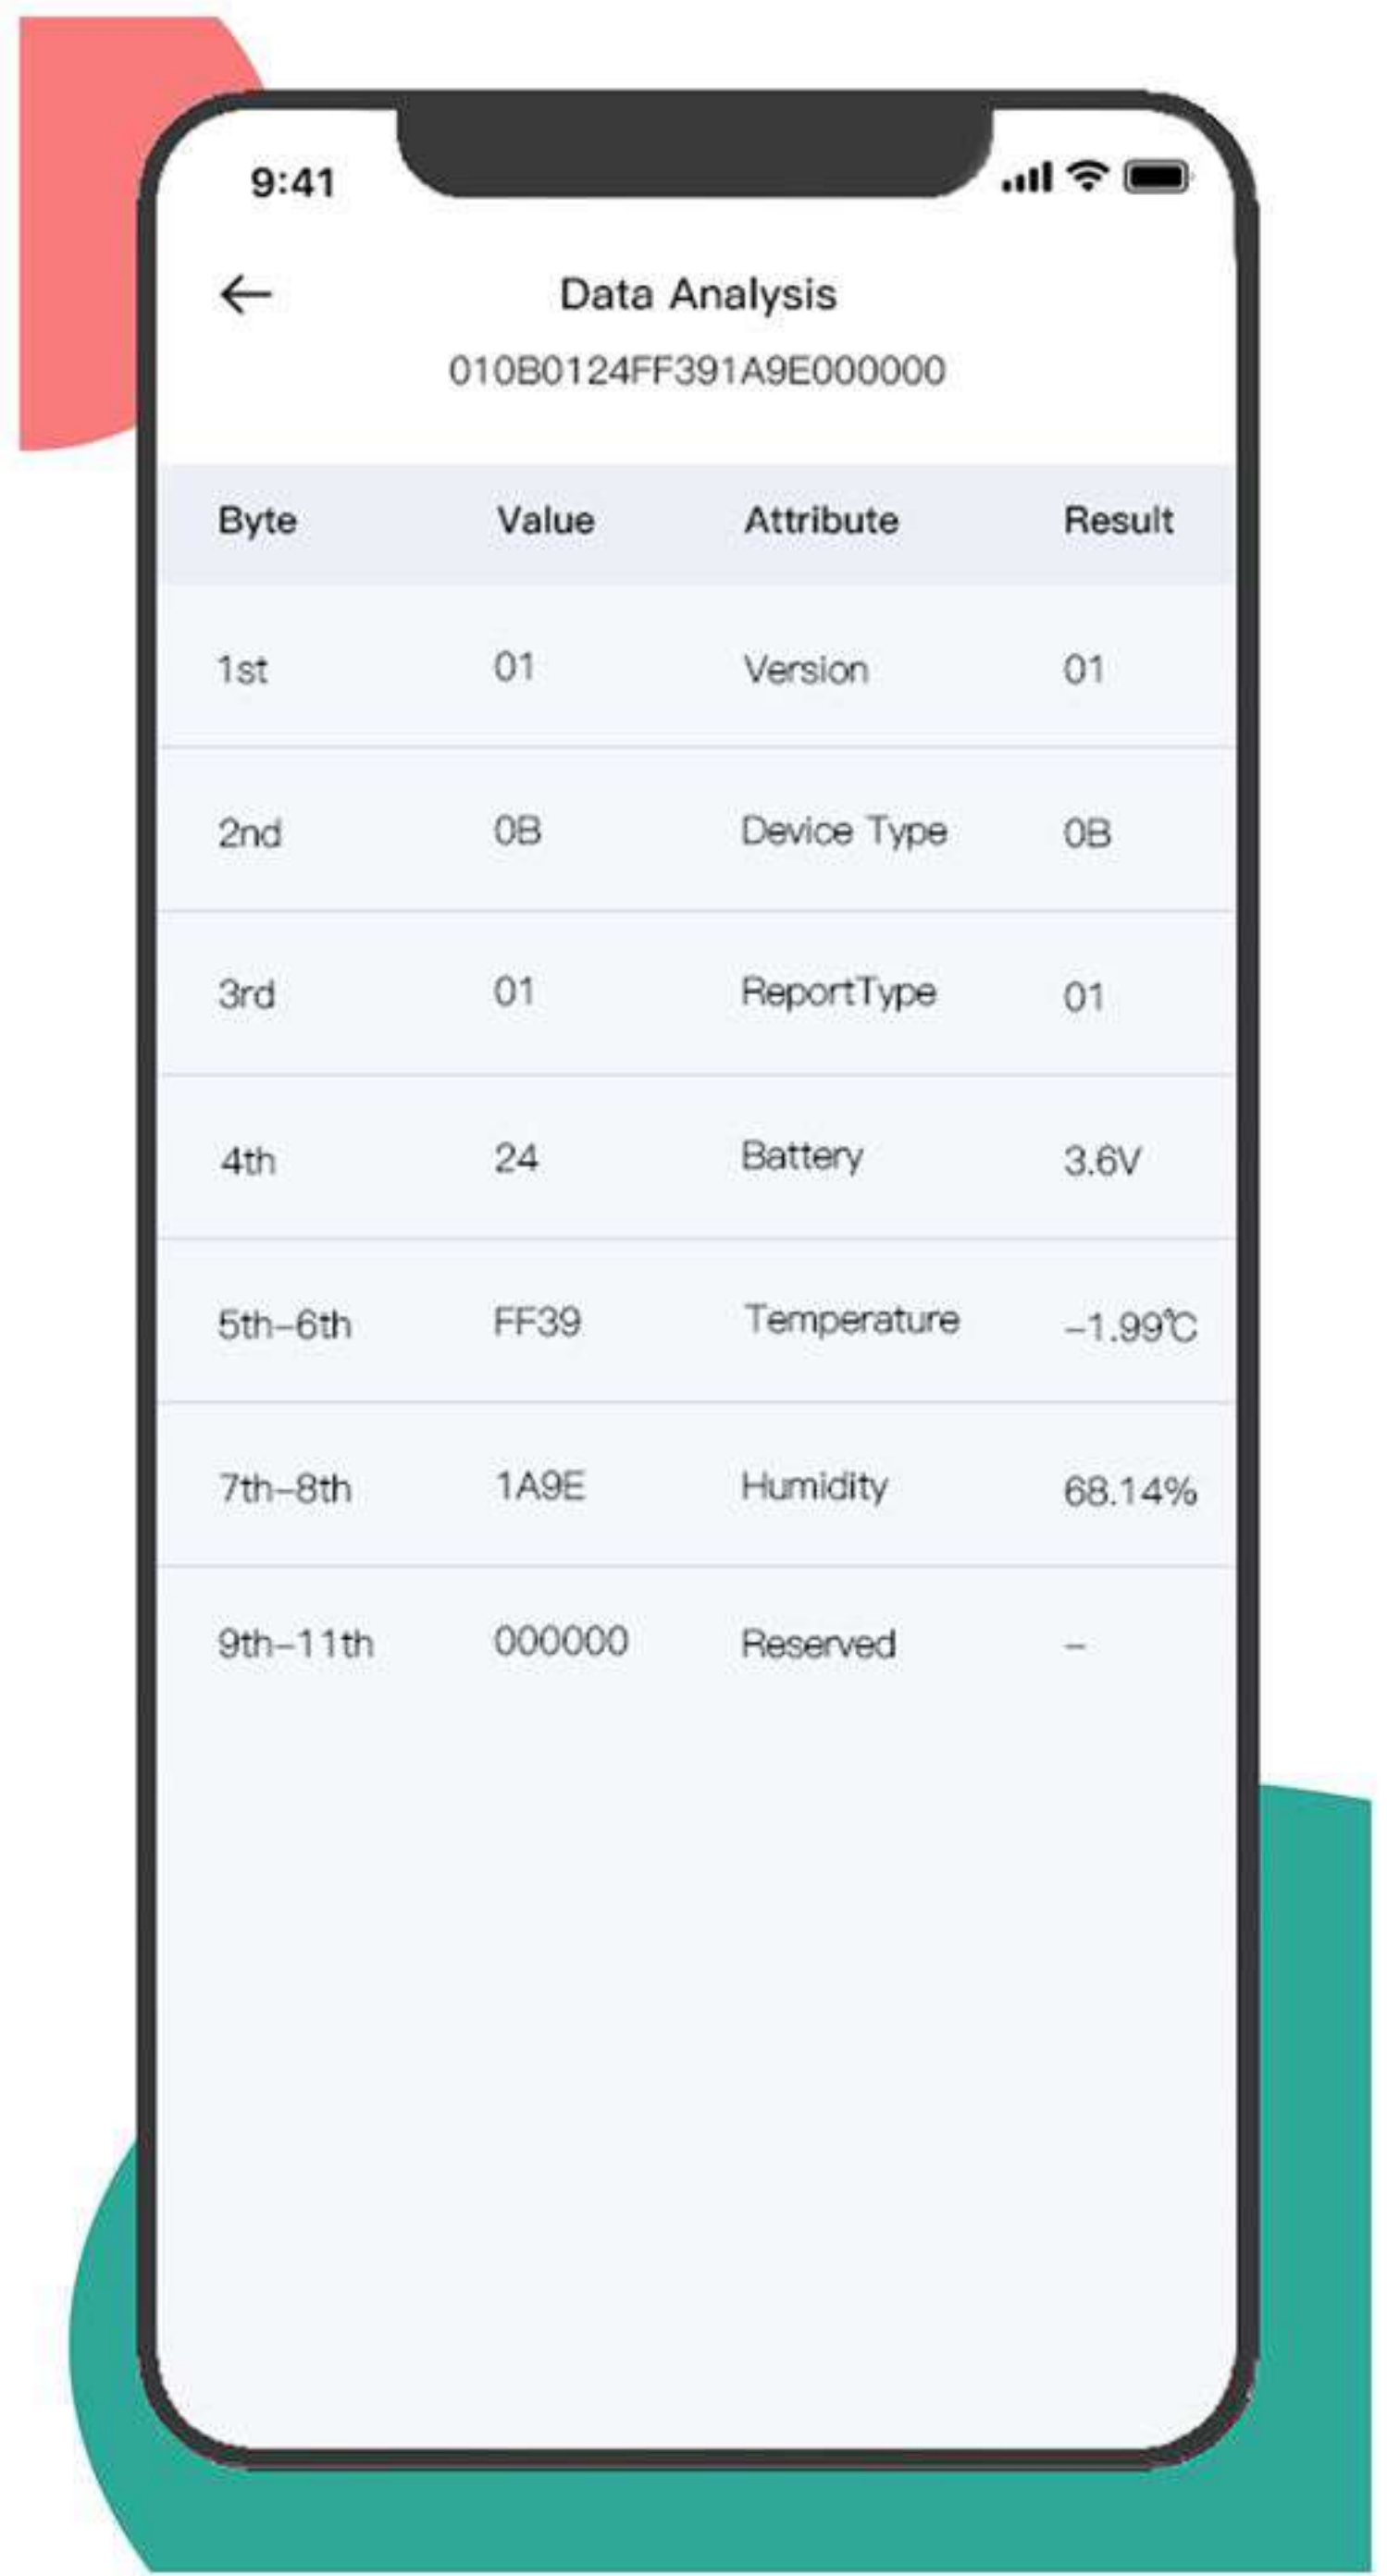 9:41
Data Analysis
010B0124FF391A9E000000
Byte Value Attribute Result
1st 01 Version 01
2nd 0B Device Type 0B
3rd 01 ReportType 01
4th 24 Battery 3.6V
5th–6th FF39 Temperature –1.99℃
7th–8th 1A9E Humidity 68.14%
9th–11th 000000 Reserved –